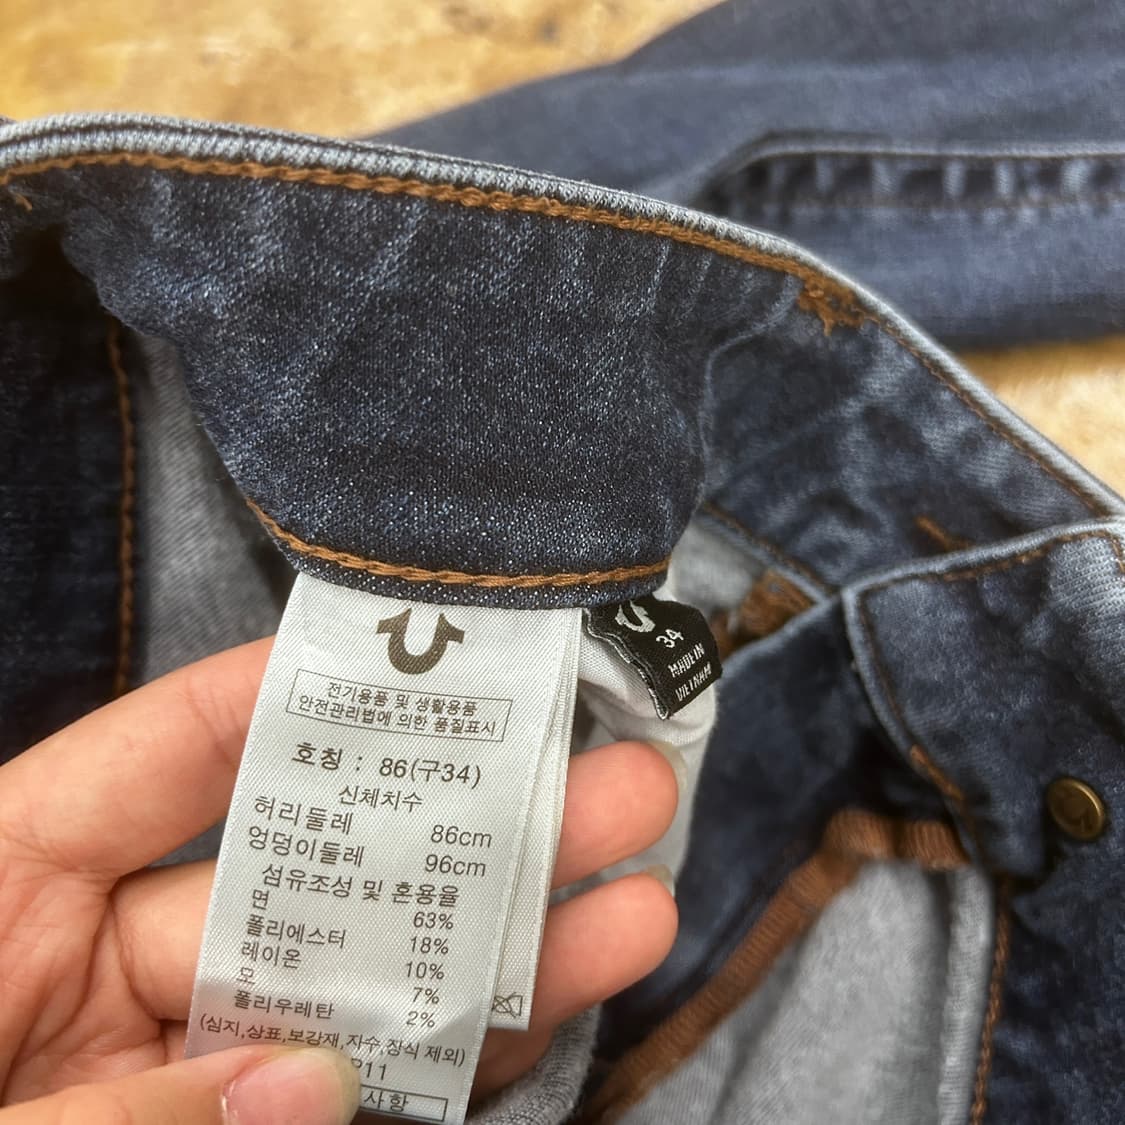 전기용품 및 생활용품
안전관리법에 의한 품질표시
호칭 : 86(구34)
신체치수
허리둘레 86cm
엉덩이둘레 96cm
섬유조성 및 혼용율
면 63%
폴리에스터 18%
레이온 10%
모 7%
폴리우레탄 2%
(심지,상표,보강재,자수,장식 제외)
사항
34
MADE IN
VIETNAM